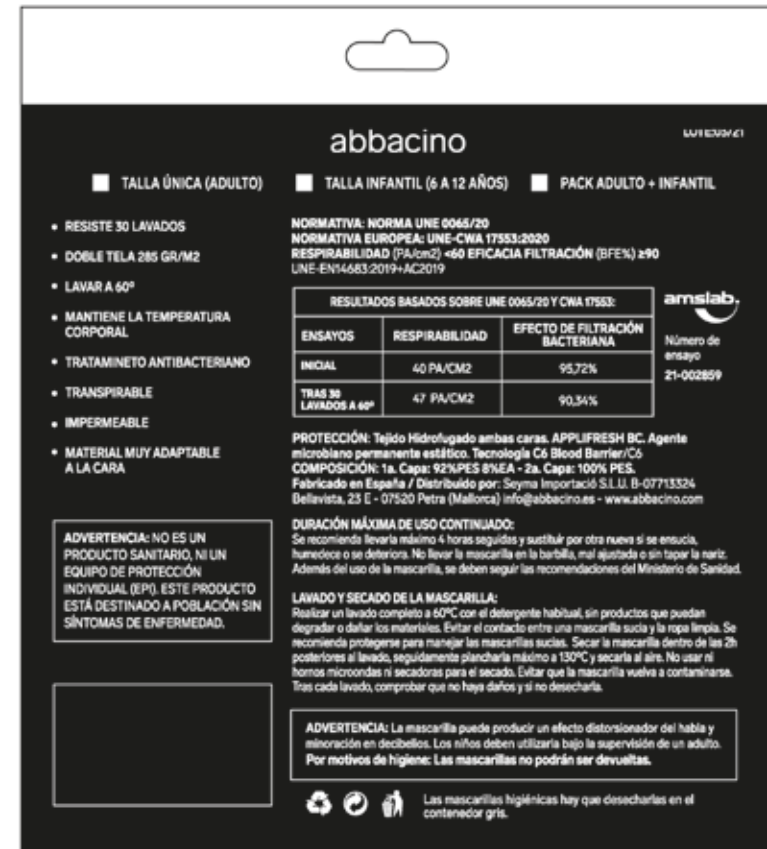 abbacino
TALLA ÚNICA (ADULTO)
TALLA INFANTIL (6 A 12 AÑOS)
PACK ADULTO + INFANTIL
• RESISTE 30 LAVADOS
• DOBLE TELA 285 GR/M2
• LAVAR A 60º
• MANTIENE LA TEMPERATURA
CORPORAL
• TRATAMINETO ANTIBACTERIANO
• TRANSPIRABLE
• IMPERMEABLE
• MATERIAL MUY ADAPTABLE
A LA CARA
ADVERTENCIA: NO ES UN
PRODUCTO SANITARIO, NI UN
EQUIPO DE PROTECCIÓN
INDIVIDUAL (EPI). ESTE PRODUCTO
ESTÁ DESTINADO A POBLACIÓN SIN
SÍNTOMAS DE ENFERMEDAD.
NORMATIVA: NORMA UNE 0065/20
NORMATIVA EUROPEA: UNE-CWA 17553:2020
RESPIRABILIDAD (PA/cm2) <60 EFICACIA FILTRACIÓN (BFE%) ≥90
UNE-EN14683:2019+AC2019
RESULTADOS BASADOS SOBRE UNE 0065/20 Y CWA 17553:
ENSAYOS RESPIRABILIDAD EFECTO DE FILTRACIÓN
BACTERIANA
INICIAL 40 PA/CM2 95,72%
TRAS 30
LAVADOS A 60º 47 PA/CM2 90,34%
amslab.
Número de
ensayo
21-002859
PROTECCIÓN: Tejido Hidrofugado ambas caras. APPLIFRESH BC. Agente
microbiano permanente estático. Tecnología C6 Blood Barrier/C6
COMPOSICIÓN: 1a. Capa: 92%PES 8%EA - 2a. Capa: 100% PES.
Fabricado en España / Distribuido por: Seyma Importació S.L.U. B-07713324
Bellavista, 23 E - 07520 Petra (Mallorca) info@abbacino.es - www.abbacino.com
DURACIÓN MÁXIMA DE USO CONTINUADO:
Se recomienda llevarla máximo 4 horas seguidas y sustituir por otra nueva si se ensucia,
humedece o se deteriora. No llevar la mascarilla en la barbilla, mal ajustada o sin tapar la nariz.
Además del uso de la mascarilla, se deben seguir las recomendaciones del Ministerio de Sanidad.
LAVADO Y SECADO DE LA MASCARILLA:
Realizar un lavado completo a 60ºC con el detergente habitual, sin productos que puedan
degradar o dañar los materiales. Evitar el contacto entre una mascarilla sucia y la ropa limpia. Se
recomienda protegerse para manejar las mascarillas sucias. Secar la mascarilla dentro de las 2h
posteriores al lavado, seguidamente plancharla máximo a 130ºC y secarla al aire. No usar ni
hornos microondas ni secadoras para el secado. Evitar que la mascarilla vuelva a contaminarse.
Tras cada lavado, comprobar que no haya daños y si no desecharla.
ADVERTENCIA: La mascarilla puede producir un efecto distorsionador del habla y
minoración en decibelios. Los niños deben utilizarla bajo la supervisión de un adulto.
Por motivos de higiene: Las mascarillas no podrán ser devueltas.
Las mascarillas higiénicas hay que desecharlas en el
contenedor gris.